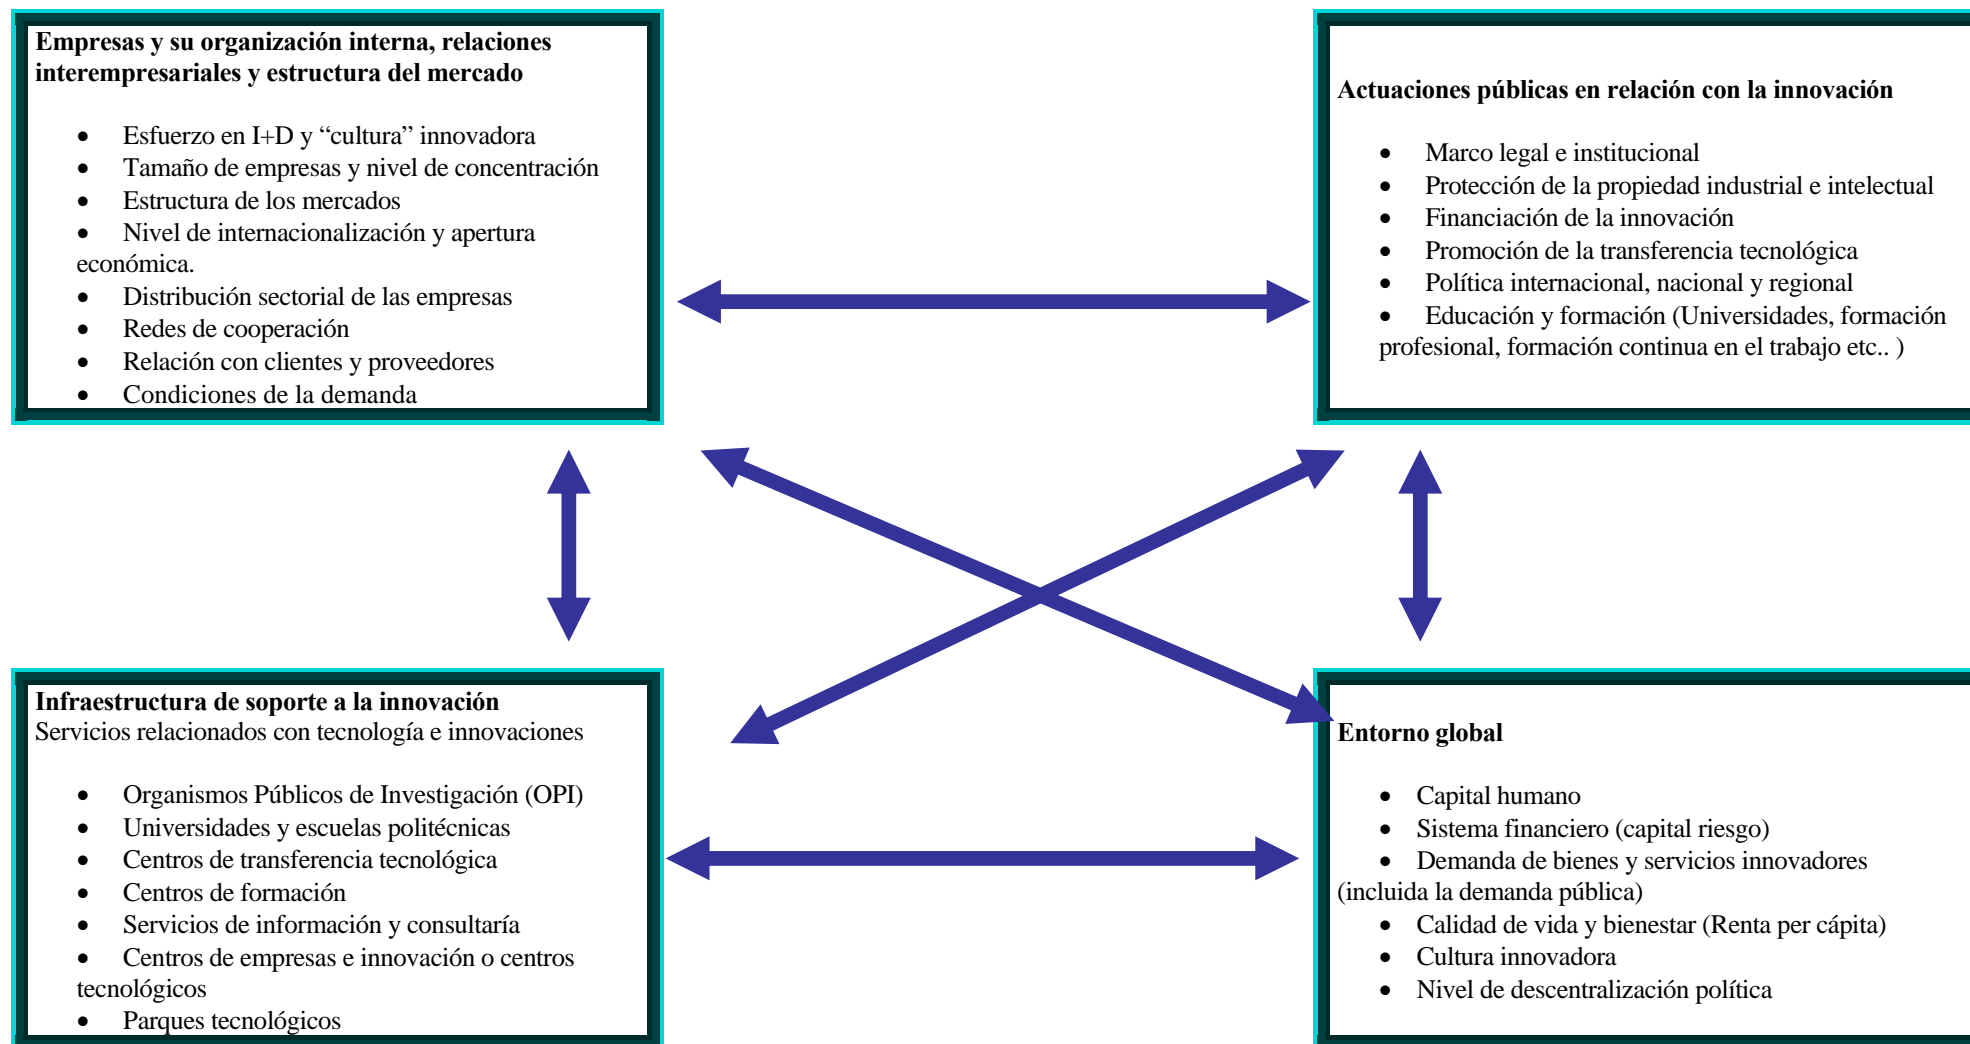 Empresas y su organización interna, relaciones
interempresariales y estructura del mercado
• Esfuerzo en I+D y “cultura” innovadora
• Tamaño de empresas y nivel de concentración
• Estructura de los mercados
• Nivel de internacionalización y apertura
económica.
• Distribución sectorial de las empresas
• Redes de cooperación
• Relación con clientes y proveedores
• Condiciones de la demanda
Actuaciones públicas en relación con la innovación
• Marco legal e institucional
• Protección de la propiedad industrial e intelectual
• Financiación de la innovación
• Promoción de la transferencia tecnológica
• Política internacional, nacional y regional
• Educación y formación (Universidades, formación
profesional, formación continua en el trabajo etc.. )
Infraestructura de soporte a la innovación
Servicios relacionados con tecnología e innovaciones
• Organismos Públicos de Investigación (OPI)
• Universidades y escuelas politécnicas
• Centros de transferencia tecnológica
• Centros de formación
• Servicios de información y consultaría
• Centros de empresas e innovación o centros
tecnológicos
• Parques tecnológicos
Entorno global
• Capital humano
• Sistema financiero (capital riesgo)
• Demanda de bienes y servicios innovadores
(incluida la demanda pública)
• Calidad de vida y bienestar (Renta per cápita)
• Cultura innovadora
• Nivel de descentralización política